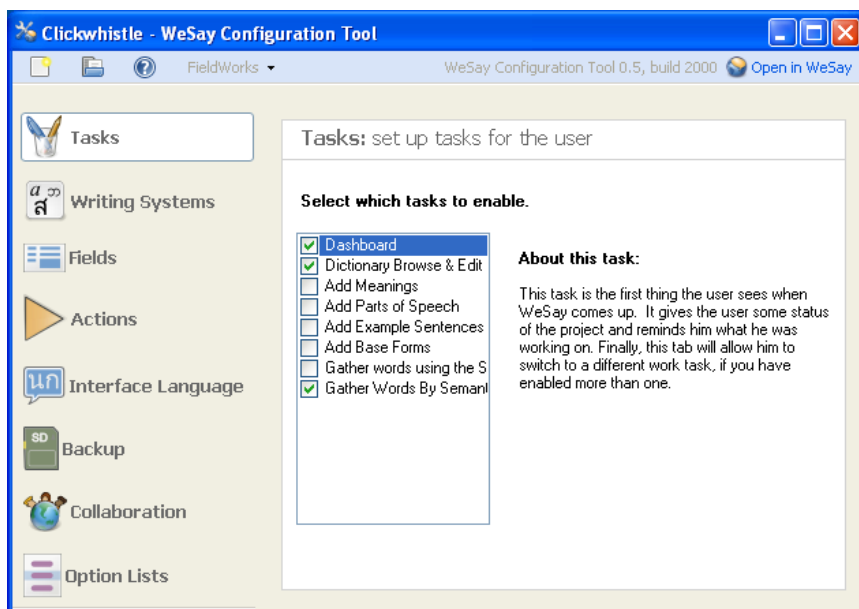 Clickwhistle - WeSay Configuration Tool
FieldWorks
WeSay Configuration Tool 0.5, build 2000
Open in WeSay
Tasks
Writing Systems
Fields
Actions
Interface Language
SD
Backup
Collaboration
Option Lists
Tasks: set up tasks for the user
Select which tasks to enable.
Dashboard
Dictionary Browse & Edit
Add Meanings
Add Parts of Speech
Add Example Sentences
Add Base Forms
Gather words using the S
Gather Words By Semant
About this task:
This task is the first thing the user sees when
WeSay comes up. It gives the user some status
of the project and reminds him what he was
working on. Finally, this tab will allow him to
switch to a different work task, if you have
enabled more than one.